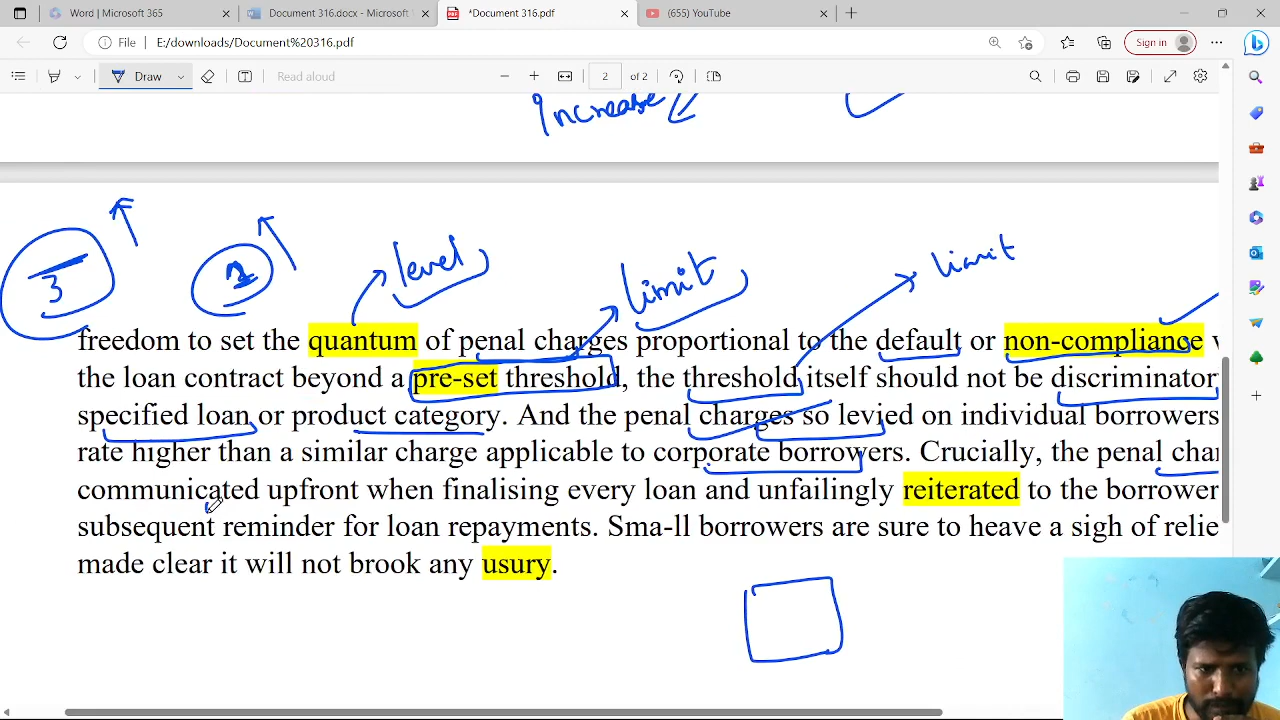 Word | Microsoft 365
Document 316.docx - Microsoft
*Document 316.pdf
(655) YouTube
File
E:/downloads/Document%20316.pdf
Sign in
Draw
Read aloud
2 of 2
Increase
3
2
level
limit
limit
freedom to set the quantum of penal charges proportional to the default or non-compliance
the loan contract beyond a pre-set threshold, the threshold itself should not be discriminator
specified loan or product category. And the penal charges so levied on individual borrowers
rate higher than a similar charge applicable to corporate borrowers. Crucially, the penal char
communicated upfront when finalising every loan and unfailingly reiterated to the borrower
subsequent reminder for loan repayments. Sma-ll borrowers are sure to heave a sigh of relie
made clear it will not brook any usury.